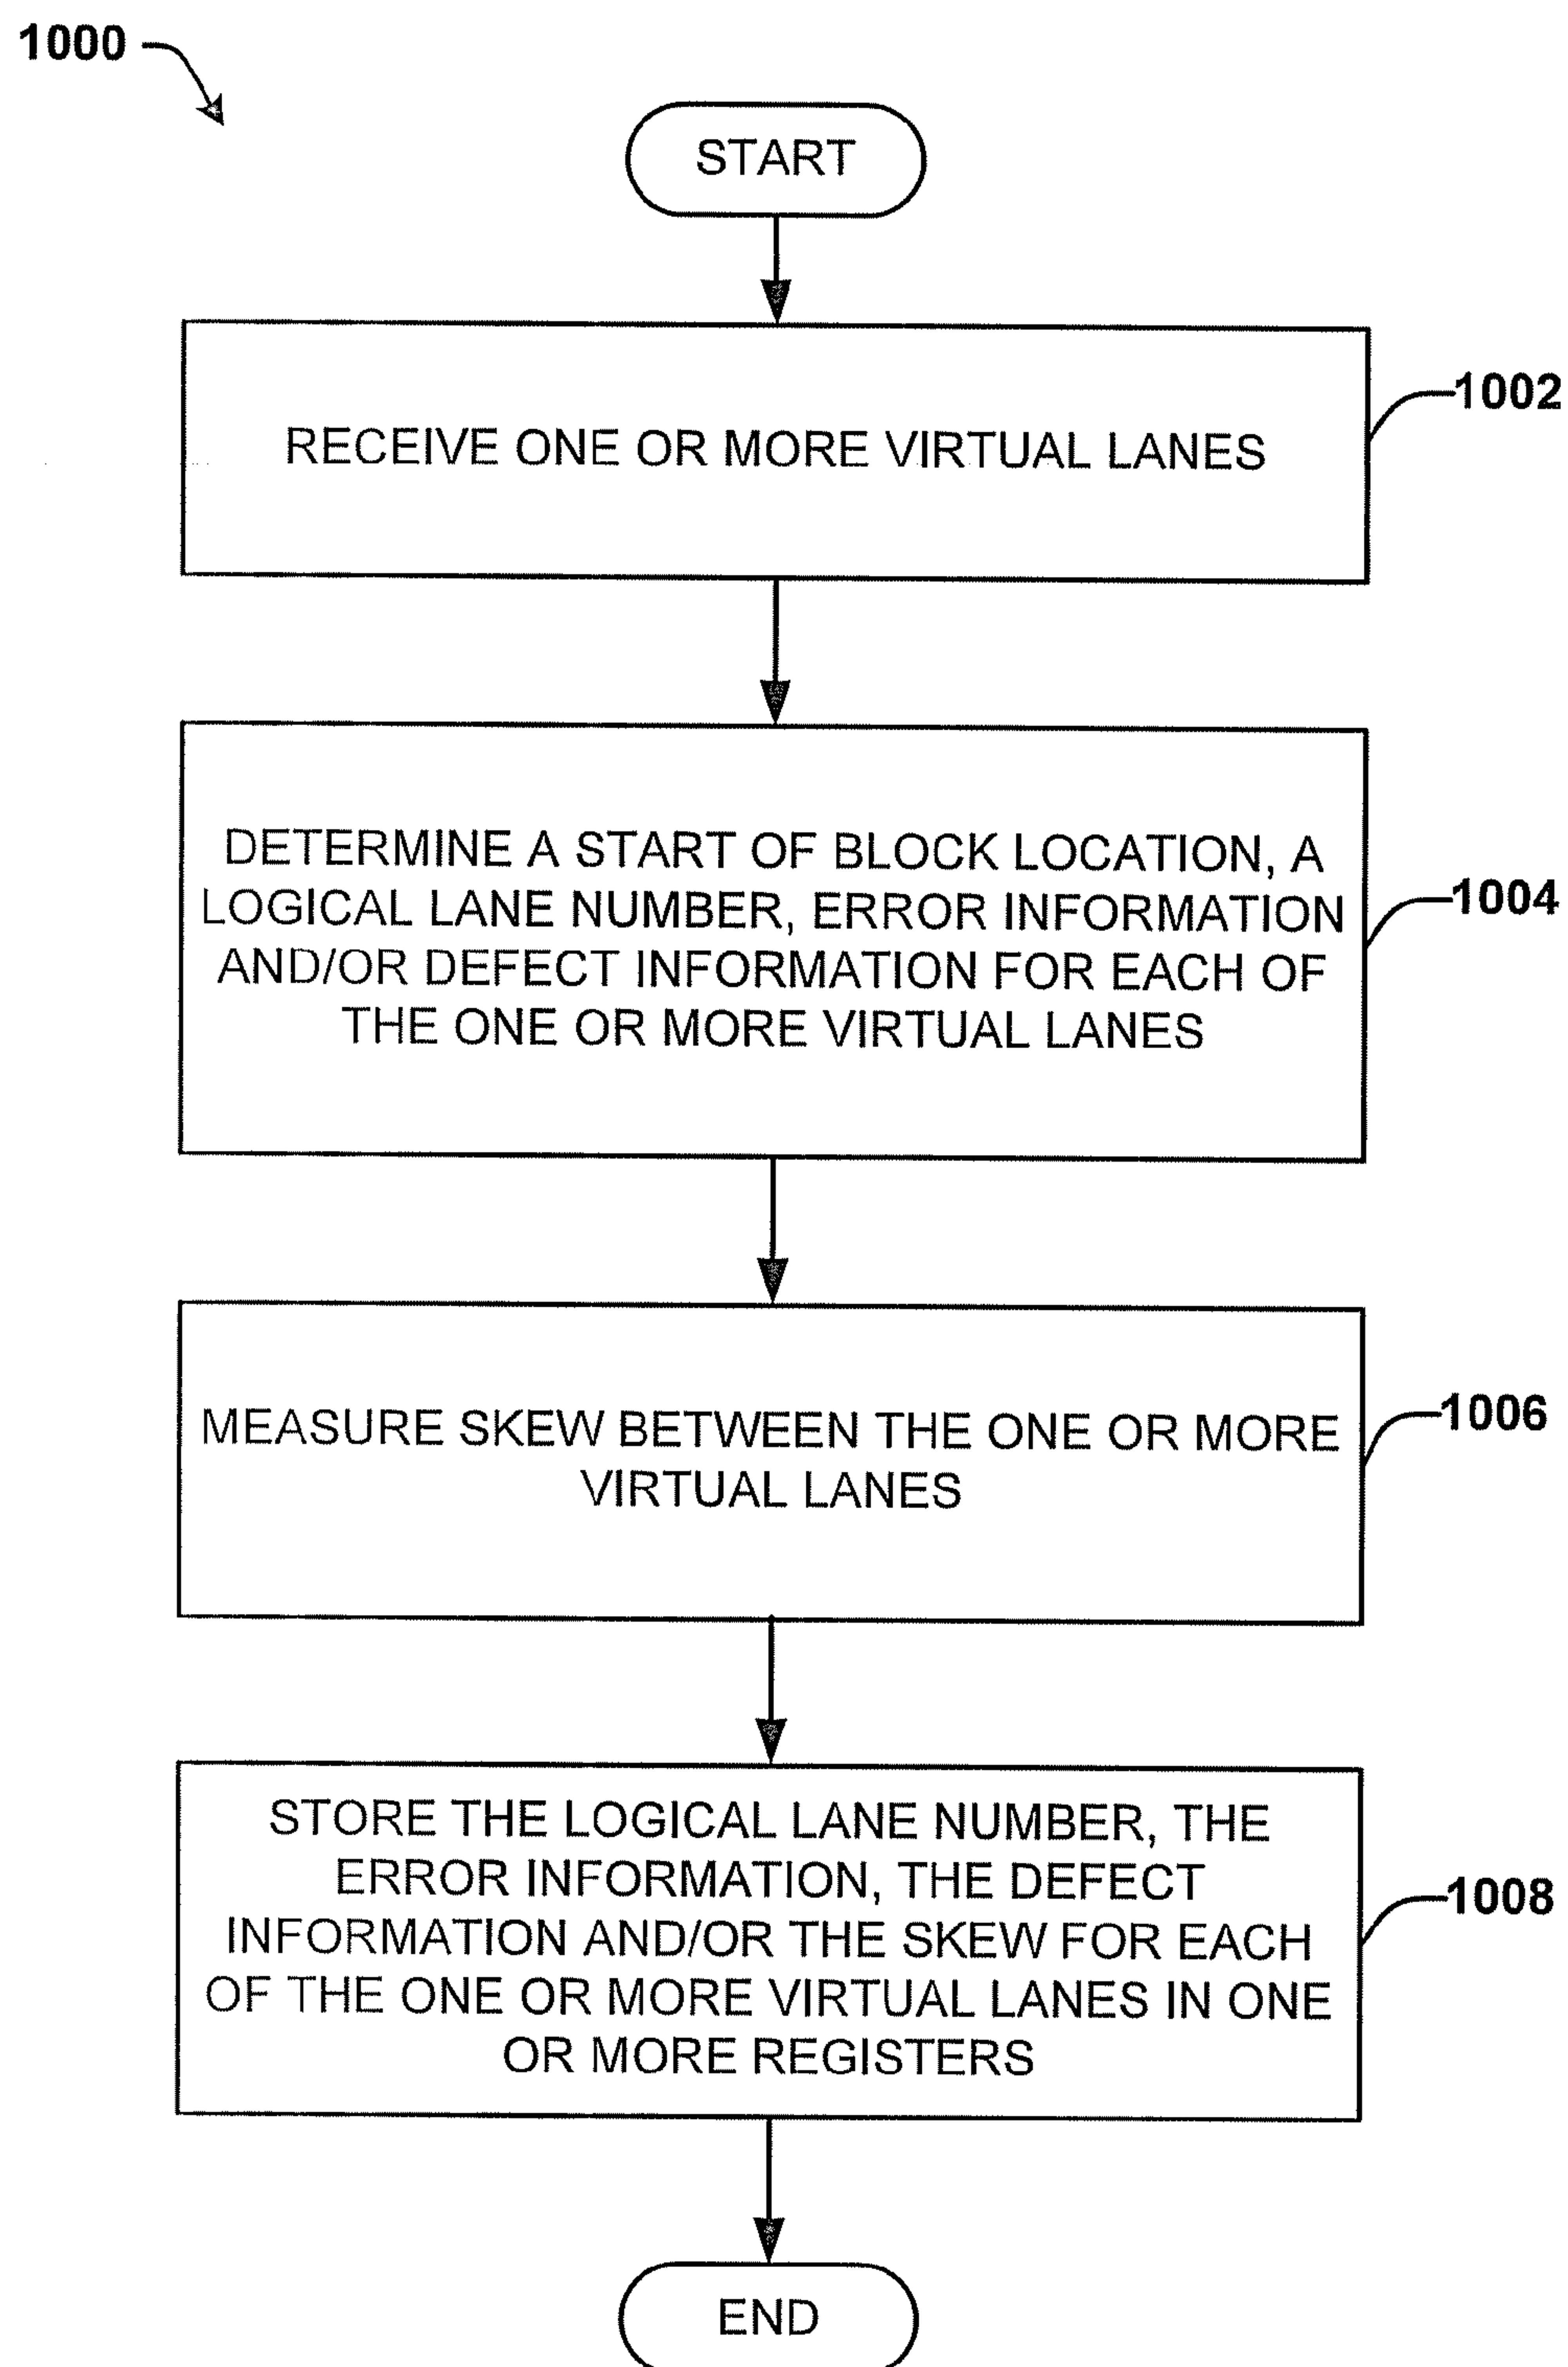 1000
START
RECEIVE ONE OR MORE VIRTUAL LANES
1002
DETERMINE A START OF BLOCK LOCATION, A
LOGICAL LANE NUMBER, ERROR INFORMATION
AND/OR DEFECT INFORMATION FOR EACH OF
THE ONE OR MORE VIRTUAL LANES
1004
MEASURE SKEW BETWEEN THE ONE OR MORE
VIRTUAL LANES
1006
STORE THE LOGICAL LANE NUMBER, THE
ERROR INFORMATION, THE DEFECT
INFORMATION AND/OR THE SKEW FOR EACH
OF THE ONE OR MORE VIRTUAL LANES IN ONE
OR MORE REGISTERS
1008
END